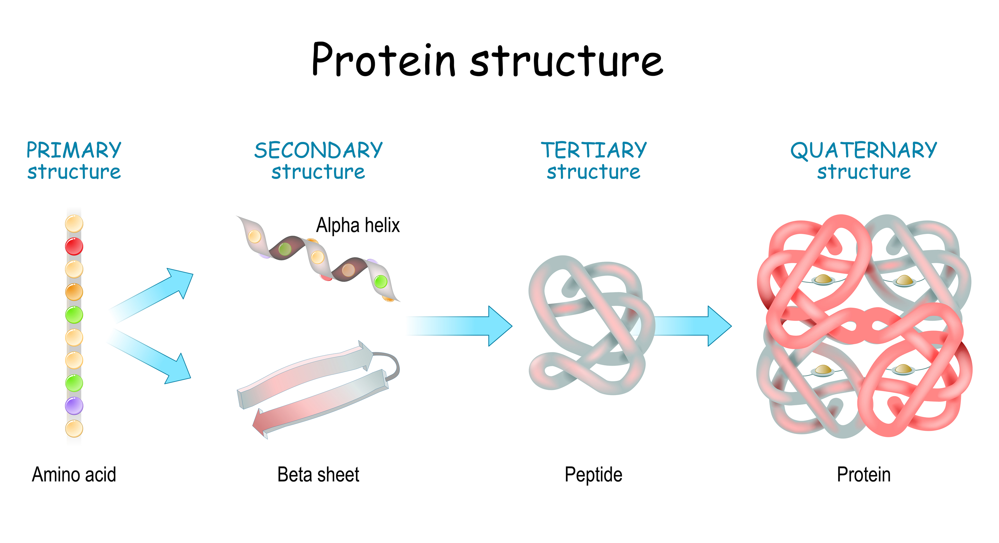 Protein structure
PRIMARY
structure
SECONDARY
structure
TERTIARY
structure
QUATERNARY
structure
Alpha helix
Amino acid
Beta sheet
Peptide
Protein